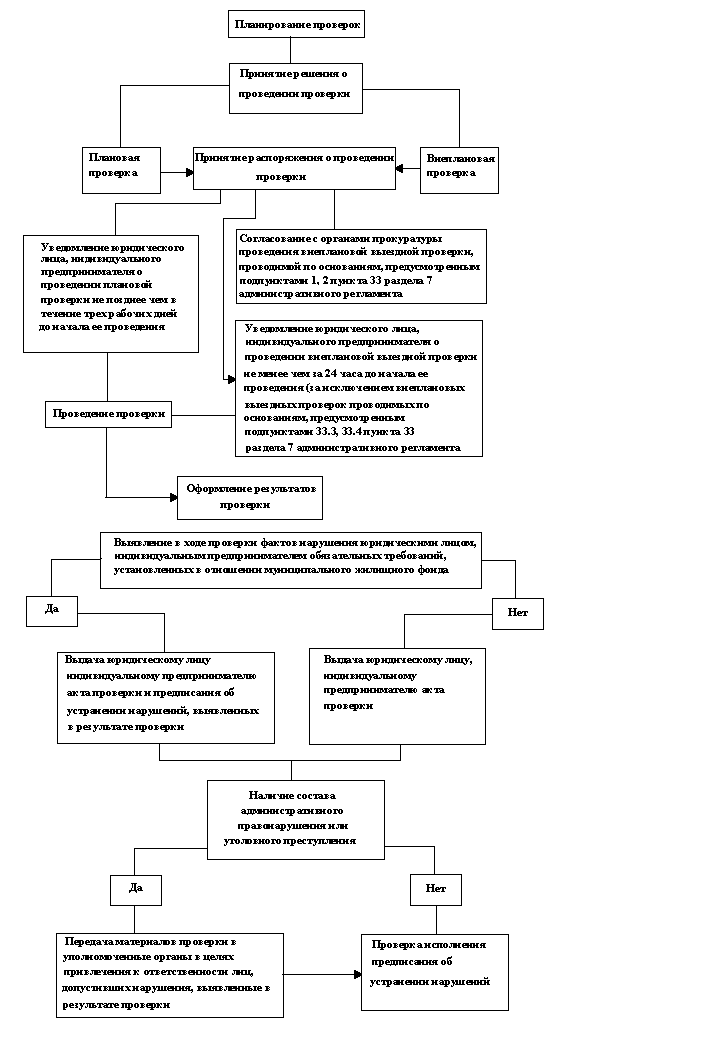 Планирование проверок
Принятие решения о
проведении проверки
Плановая
проверка
Принятие распоряжения о проведении
проверки
Внеплановая
проверка
Уведомление юридического
лица, индивидуального
предпринимателя о
проведении плановой
проверки не позднее чем в
течение трех рабочих дней
до начала ее проведения
Согласование с органами прокуратуры
проведения внеплановой выездной проверки,
проводимой по основаниям, предусмотренным
подпунктами 1, 2 пункта 33 раздела 7
административного регламента
Уведомление юридического лица,
индивидуального предпринимателя о
проведении внеплановой выездной проверки
не менее чем за 24 часа до начала ее
проведения (за исключением внеплановых
выездных проверок проводимых по
основаниям, предусмотренным
подпунктами 33.3, 33.4 пункта 33
раздела 7 административного регламента
Проведение проверки
Оформление результатов
проверки
Выявление в ходе проверки фактов нарушения юридическими лицом,
индивидуальным предпринимателем обязательных требований,
установленных в отношении муниципального жилищного фонда
Да
Нет
Выдача юридическому лицу
индивидуальному предпринимателю
акта проверки и предписания об
устранении нарушений, выявленных
в результате проверки
Выдача юридическому лицу,
индивидуальному
предпринимателю акта
проверки
Наличие состава
административного
правонарушения или
уголовного преступления
Да
Нет
Передача материалов проверки в
уполномоченные органы в целях
привлечения к ответственности лиц,
допустивших нарушения, выявленные в
результате проверки
Проверка исполнения
предписания об
устранении нарушений